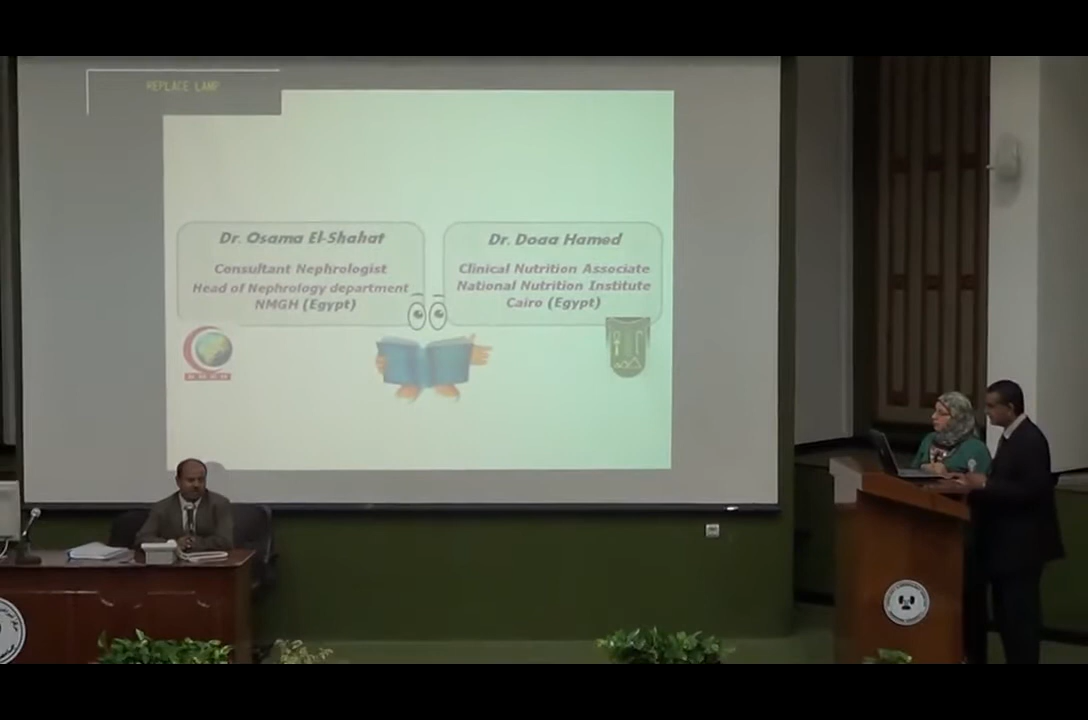 REPLACE LAMP
Dr. Osama El-Shahat
Consultant Nephrologist
Head of Nephrology department
NMGH (Egypt)
Dr. Doaa Hamed
Clinical Nutrition Associate
National Nutrition Institute
Cairo (Egypt)